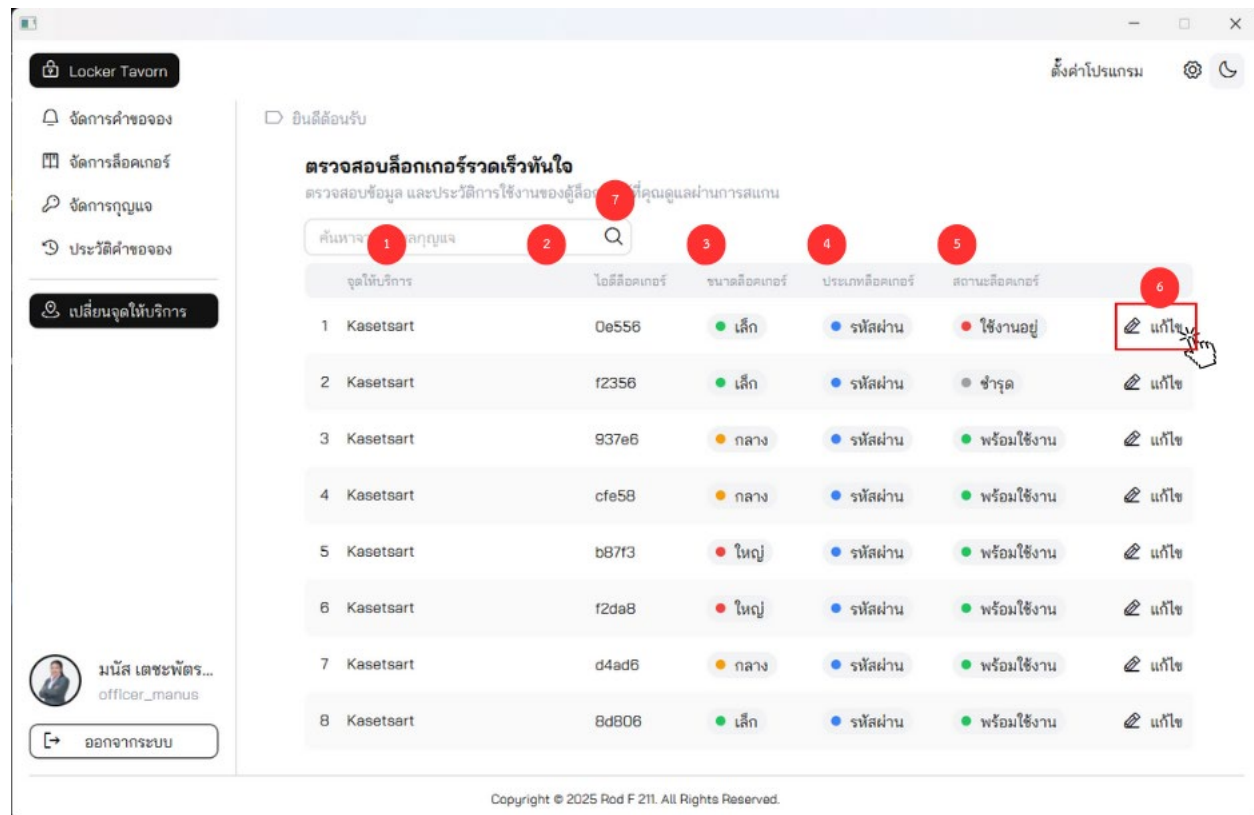 Locker Tavorn
ตั้งค่าโปรแกรม
จัดการคำขอจอง
จัดการล็อคเกอร์
จัดการกุญแจ
ประวัติคำขอจอง
เปลี่ยนจุดให้บริการ
ยินดีต้อนรับ
ตรวจสอบล็อกเกอร์รวดเร็วทันใจ
ตรวจสอบข้อมูล และประวัติการใช้งานของตู้ ที่คุณดูแลผ่านการสแกน
7
1 2 3 4 5
จุดให้บริการ ไอดีล็อคเกอร์ ขนาดล็อคเกอร์ ประเภทล็อคเกอร์ สถานะล็อคเกอร์
6
1 Kasetsart 0e556 เล็ก รหัสผ่าน ใช้งานอยู่ แก้ไข
2 Kasetsart f2356 เล็ก รหัสผ่าน ชำรุด แก้ไข
3 Kasetsart 937e6 กลาง รหัสผ่าน พร้อมใช้งาน แก้ไข
4 Kasetsart cfe58 กลาง รหัสผ่าน พร้อมใช้งาน แก้ไข
5 Kasetsart b87f3 ใหญ่ รหัสผ่าน พร้อมใช้งาน แก้ไข
6 Kasetsart f2da8 ใหญ่ รหัสผ่าน พร้อมใช้งาน แก้ไข
7 Kasetsart d4ad6 กลาง รหัสผ่าน พร้อมใช้งาน แก้ไข
8 Kasetsart 8d806 เล็ก รหัสผ่าน พร้อมใช้งาน แก้ไข
มนัส เตชะพัตร...
officer_manus
ออกจากระบบ
Copyright © 2025 Rod F 211. All Rights Reserved.